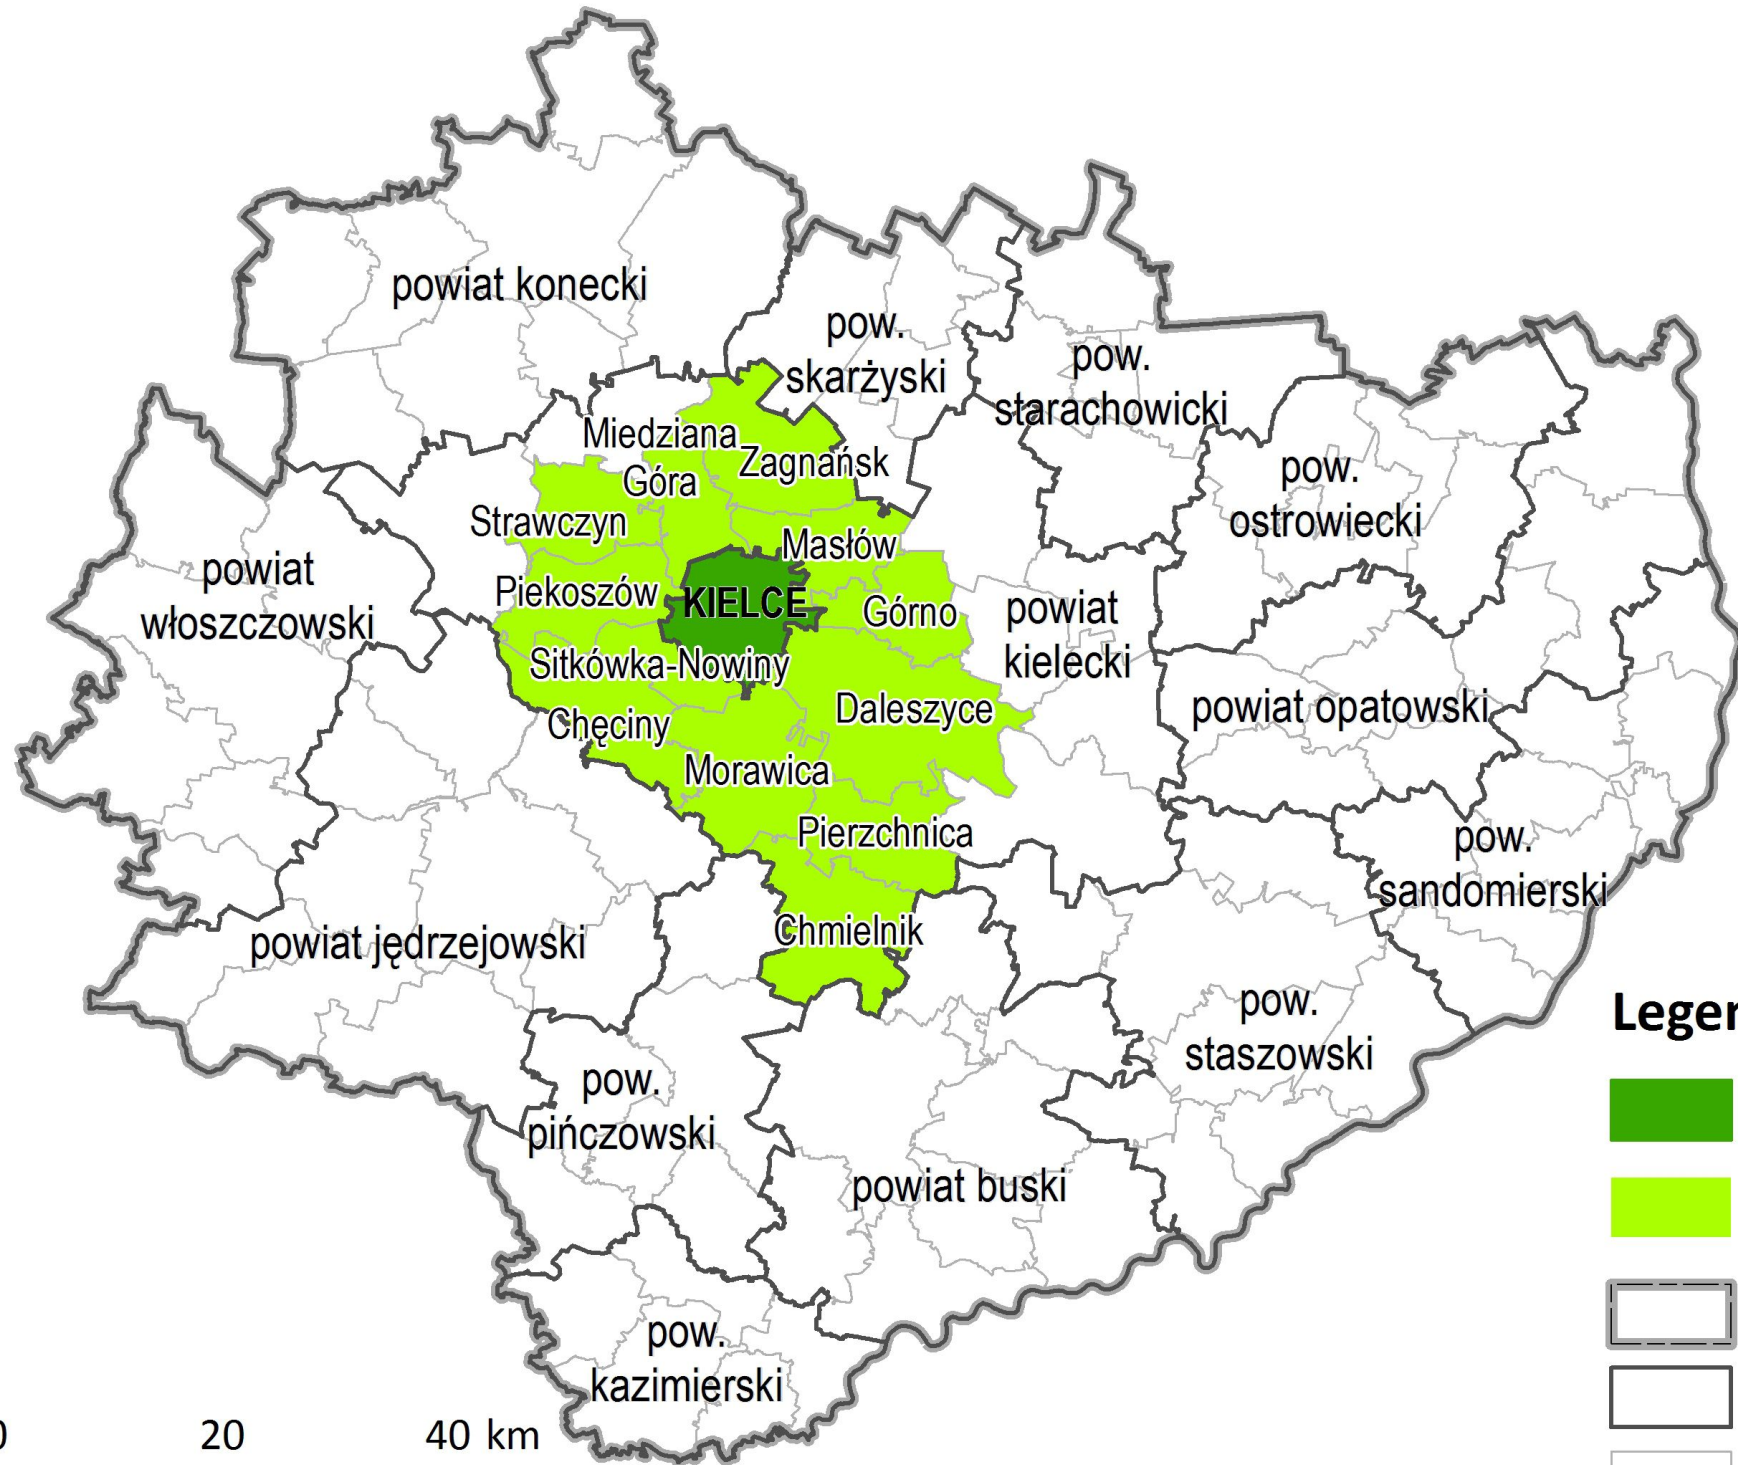 powiat konecki
pow.
skarżyski
pow.
starachowicki
Miedziana
Góra
Zagnańsk
pow.
ostrowiecki
Strawczyn
Masłów
powiat
włoszczowski
Piekoszów
KIELCE
Górno
powiat
kielecki
Sitkówka-Nowiny
Daleszyce
powiat opatowski
Chęciny
Morawica
Pierzchnica
pow.
sandomierski
powiat jędrzejowski
Chmielnik
pow.
staszowski
Legen
pow.
pińczowski
powiat buski
pow.
kazimierski
0 20 40 km